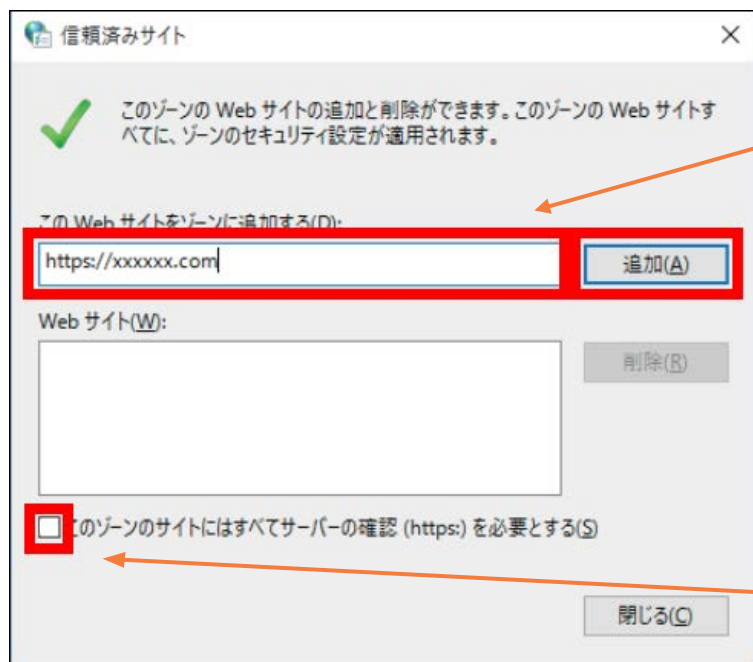 信頼済みサイト
このゾーンの Web サイトの追加と削除ができます。このゾーンの Web サイトす
べてに、ゾーンのセキュリティ設定が適用されます。
この Web サイトをゾーンに追加する(D):
https://xxxxxx.com
追加(A)
Web サイト(W):
削除(R)
このゾーンのサイトにはすべてサーバーの確認 (https:) を必要とする(S)
閉じる(C)